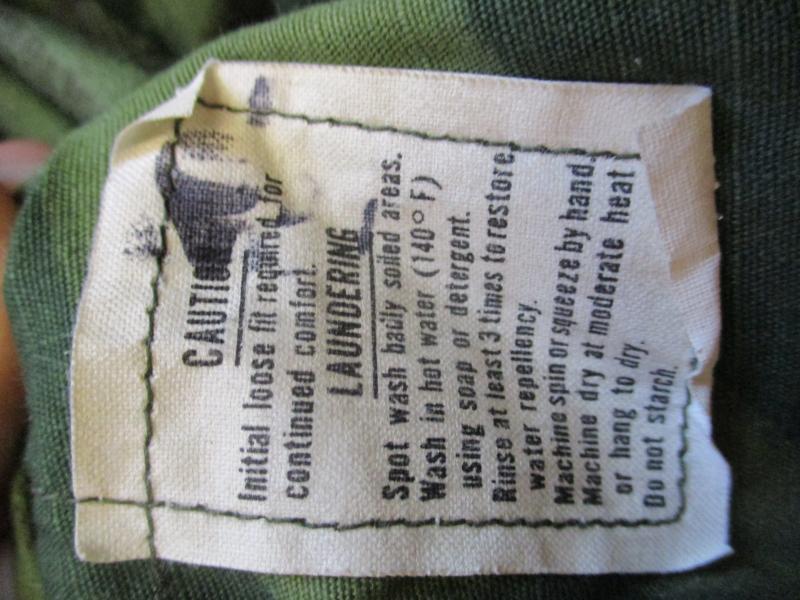 CAUTION
Initial loose fit required for
continued comfort.
LAUNDERING
Spot wash badly soiled areas.
Wash in hot water (140° F)
using soap or detergent.
Rinse at least 3 times to restore
water repellency.
Machine spin or squeeze by hand.
Machine dry at moderate heat
or hang to dry.
Do not starch.